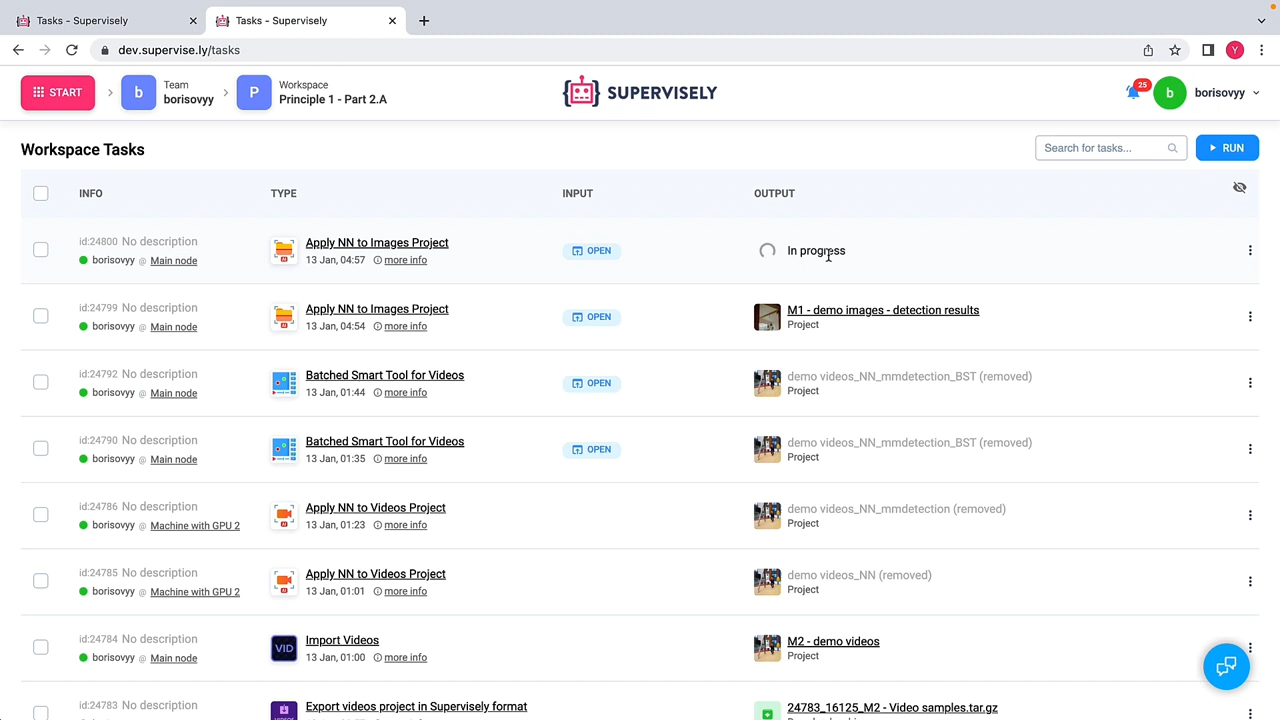 Tasks - Supervisely
Tasks - Supervisely
dev.supervise.ly/tasks
Y
START
b
Team
borisovyy
P
Workspace
Principle 1 - Part 2.A
SUPERVISELY
25
b
borisovyy
Workspace Tasks
Search for tasks...
RUN
INFO TYPE INPUT OUTPUT
id:24800 No description
borisovyy @ Main node
Apply NN to Images Project
13 Jan, 04:57 more info
OPEN
In progress
id:24799 No description
borisovyy @ Main node
Apply NN to Images Project
13 Jan, 04:54 more info
OPEN
M1 - demo images - detection results
Project
id:24792 No description
borisovyy @ Main node
Batched Smart Tool for Videos
13 Jan, 01:44 more info
OPEN
demo videos_NN_mmdetection_BST (removed)
Project
id:24790 No description
borisovyy @ Main node
Batched Smart Tool for Videos
13 Jan, 01:35 more info
OPEN
demo videos_NN_mmdetection_BST (removed)
Project
id:24786 No description
borisovyy @ Machine with GPU 2
Apply NN to Videos Project
13 Jan, 01:23 more info
demo videos_NN_mmdetection (removed)
Project
id:24785 No description
borisovyy @ Machine with GPU 2
Apply NN to Videos Project
13 Jan, 01:01 more info
demo videos_NN (removed)
Project
id:24784 No description
borisovyy @ Main node
VID
Import Videos
13 Jan, 01:00 more info
M2 - demo videos
Project
id:24783 No description
Export videos project in Supervisely format
24783_16125_M2 - Video samples.tar.gz